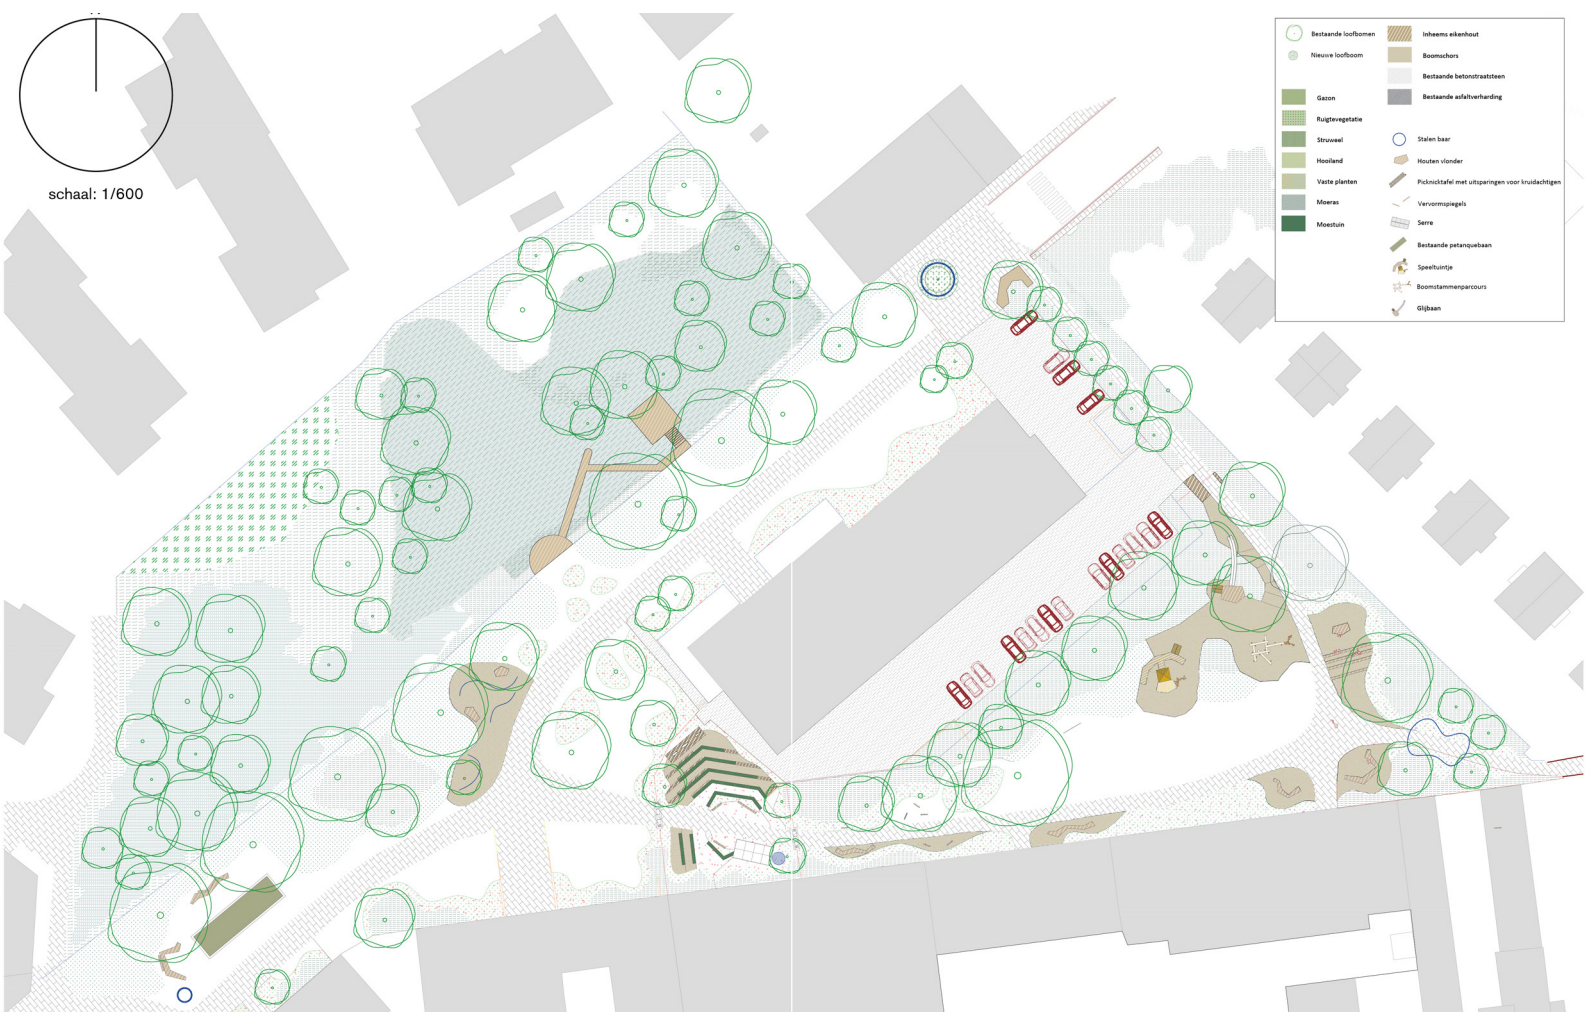 schaal: 1/600
Bestaande loofbomen
Nieuwe loofboom
Gazon
Ruigtevegetatie
Struweel
Hooiland
Vaste planten
Moeras
Moestuin
Inheems eikenhout
Boomschors
Bestaande betonstraatsteen
Bestaande asfaltverharding
Stalen baar
Houten vlonder
Picknicktafel met uitsparingen voor kruidachtigen
Vervormspiegels
Serre
Bestaande petanquebaan
Speeltuintje
Boomstammenparcours
Glijbaan